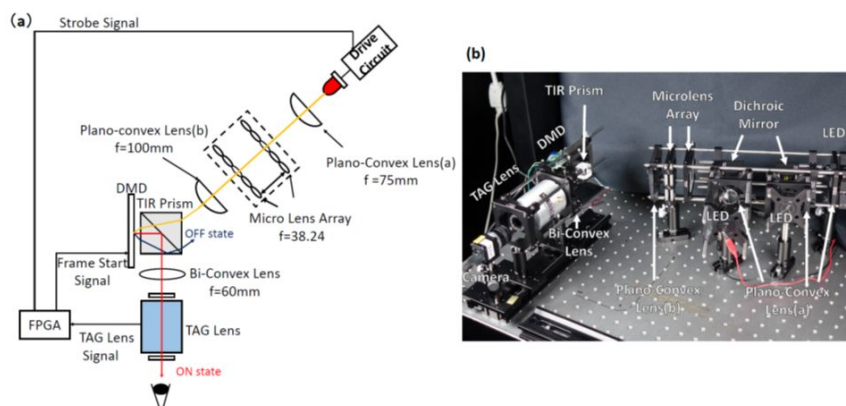 (a)
Strobe Signal
Drive
Circuit
Plano-convex Lens(b)
f=100mm
Plano-Convex Lens(a)
f =75mm
DMD
TIR Prism
Micro Lens Array
f=38.24
OFF state
Frame Start
Signal
Bi-Convex Lens
f=60mm
FPGA
TAG Lens
Signal
TAG Lens
ON state
(b)
TIR Prism
Microlens
Array
Dichroic
Mirror
LED
DMD
TAG Lens
LED
LED
Bi-Convex
Lens
Camera
Plano-Convex
Lens(b)
Plano-Convex
Lens(a)